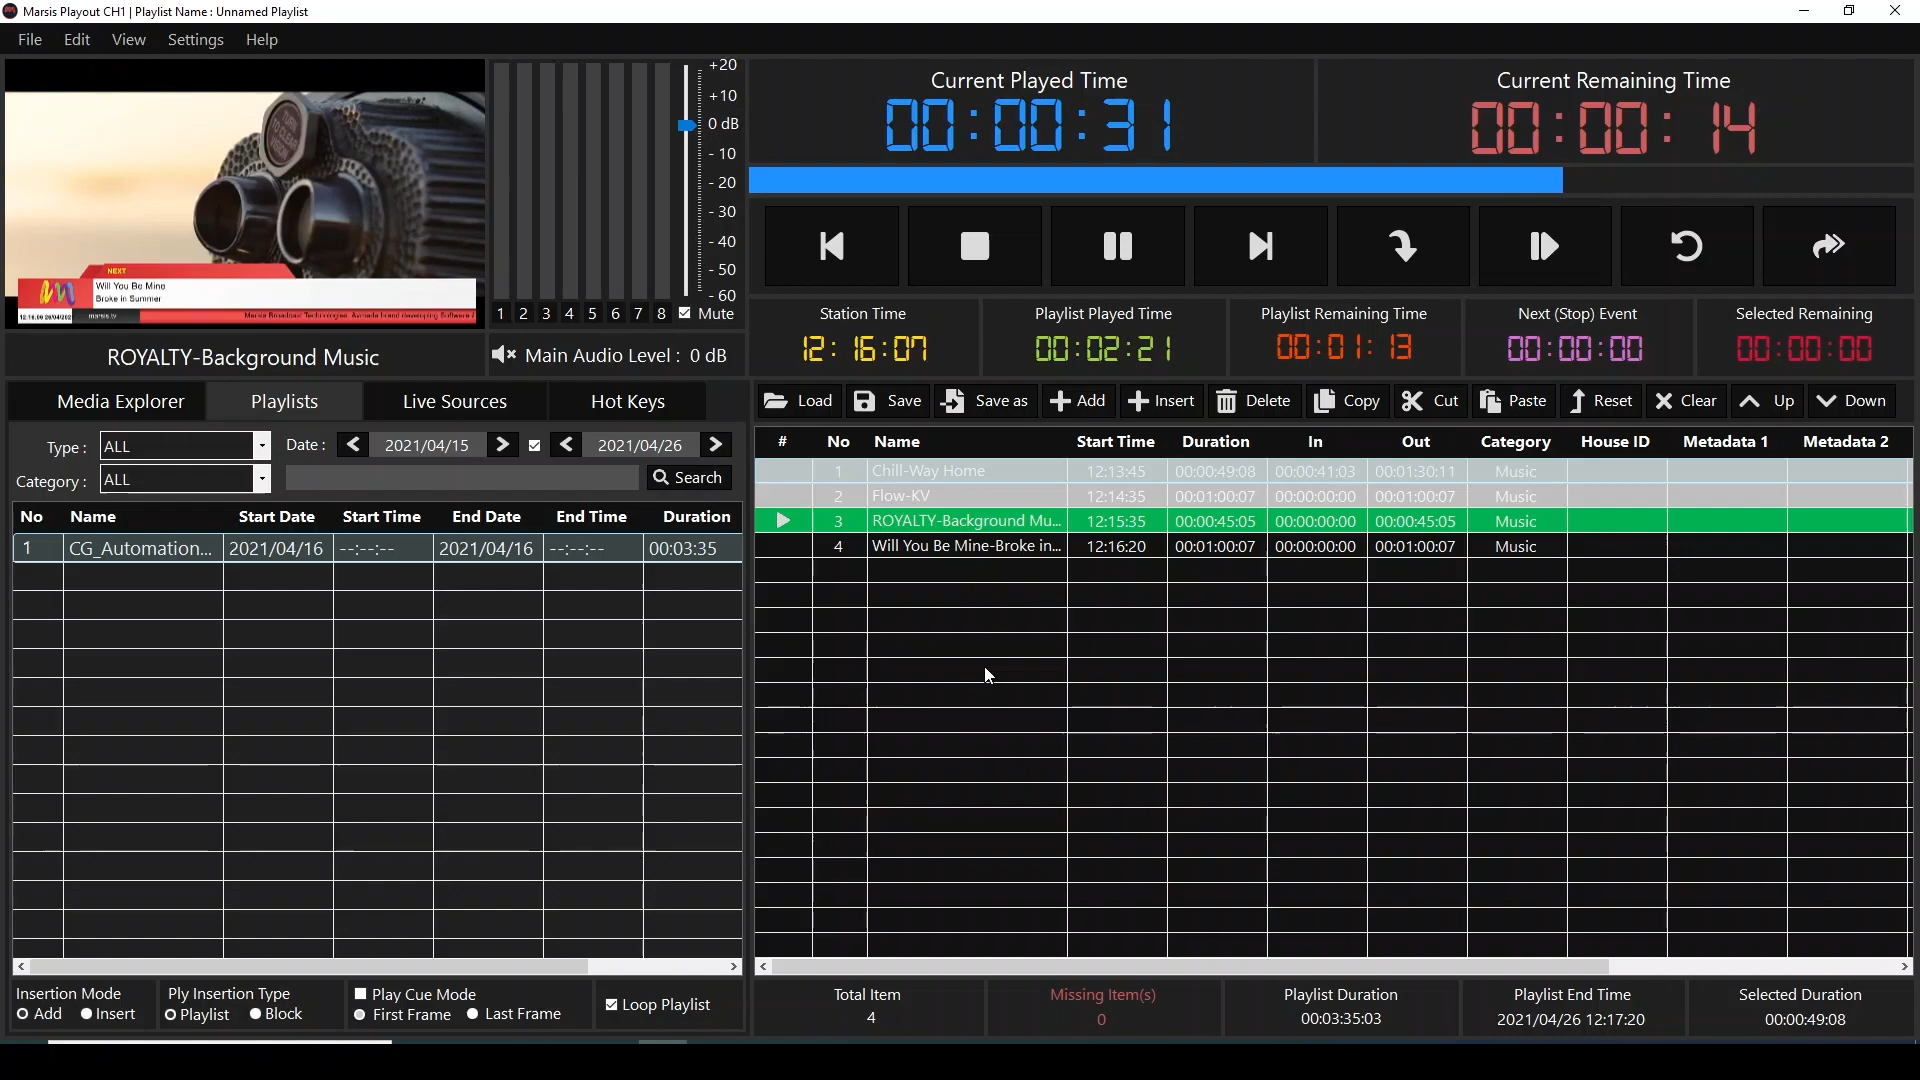 Marsis Playout CH1 | Playlist Name : Unnamed Playlist
File Edit View Settings Help
NEXT
Will You Be Mine
Broke in Summer
marsis.tv
+20
+10
0 dB
- 10
- 20
- 30
- 40
- 50
- 60
1 2 3 4 5 6 7 8 Mute
ROYALTY-Background Music
Main Audio Level : 0 dB
Current Played Time
00:00:31
Current Remaining Time
00:00:14
Station Time
12:16:07
Playlist Played Time
00:02:21
Playlist Remaining Time
00:01:13
Next (Stop) Event
00:00:00
Selected Remaining
00:00:00
Media Explorer Playlists Live Sources Hot Keys
Type : ALL Date : 2021/04/15 2021/04/26
Category : ALL Search
No Name Start Date Start Time End Date End Time Duration
1 CG_Automation... 2021/04/16 --:--:-- 2021/04/16 --:--:-- 00:03:35
Load Save Save as Add Insert Delete Copy Cut Paste Reset Clear Up Down
# No Name Start Time Duration In Out Category House ID Metadata 1 Metadata 2
1 Chill-Way Home 12:13:45 00:00:49:08 00:00:41:03 00:01:30:11 Music
2 Flow-KV 12:14:35 00:01:00:07 00:00:00:00 00:01:00:07 Music
3 ROYALTY-Background Mu... 12:15:35 00:00:45:05 00:00:00:00 00:00:45:05 Music
4 Will You Be Mine-Broke in... 12:16:20 00:01:00:07 00:00:00:00 00:01:00:07 Music
Insertion Mode
Add Insert
Ply Insertion Type
Playlist Block
Play Cue Mode
First Frame Last Frame
Loop Playlist
Total Item
4
Missing Item(s)
0
Playlist Duration
00:03:35:03
Playlist End Time
2021/04/26 12:17:20
Selected Duration
00:00:49:08